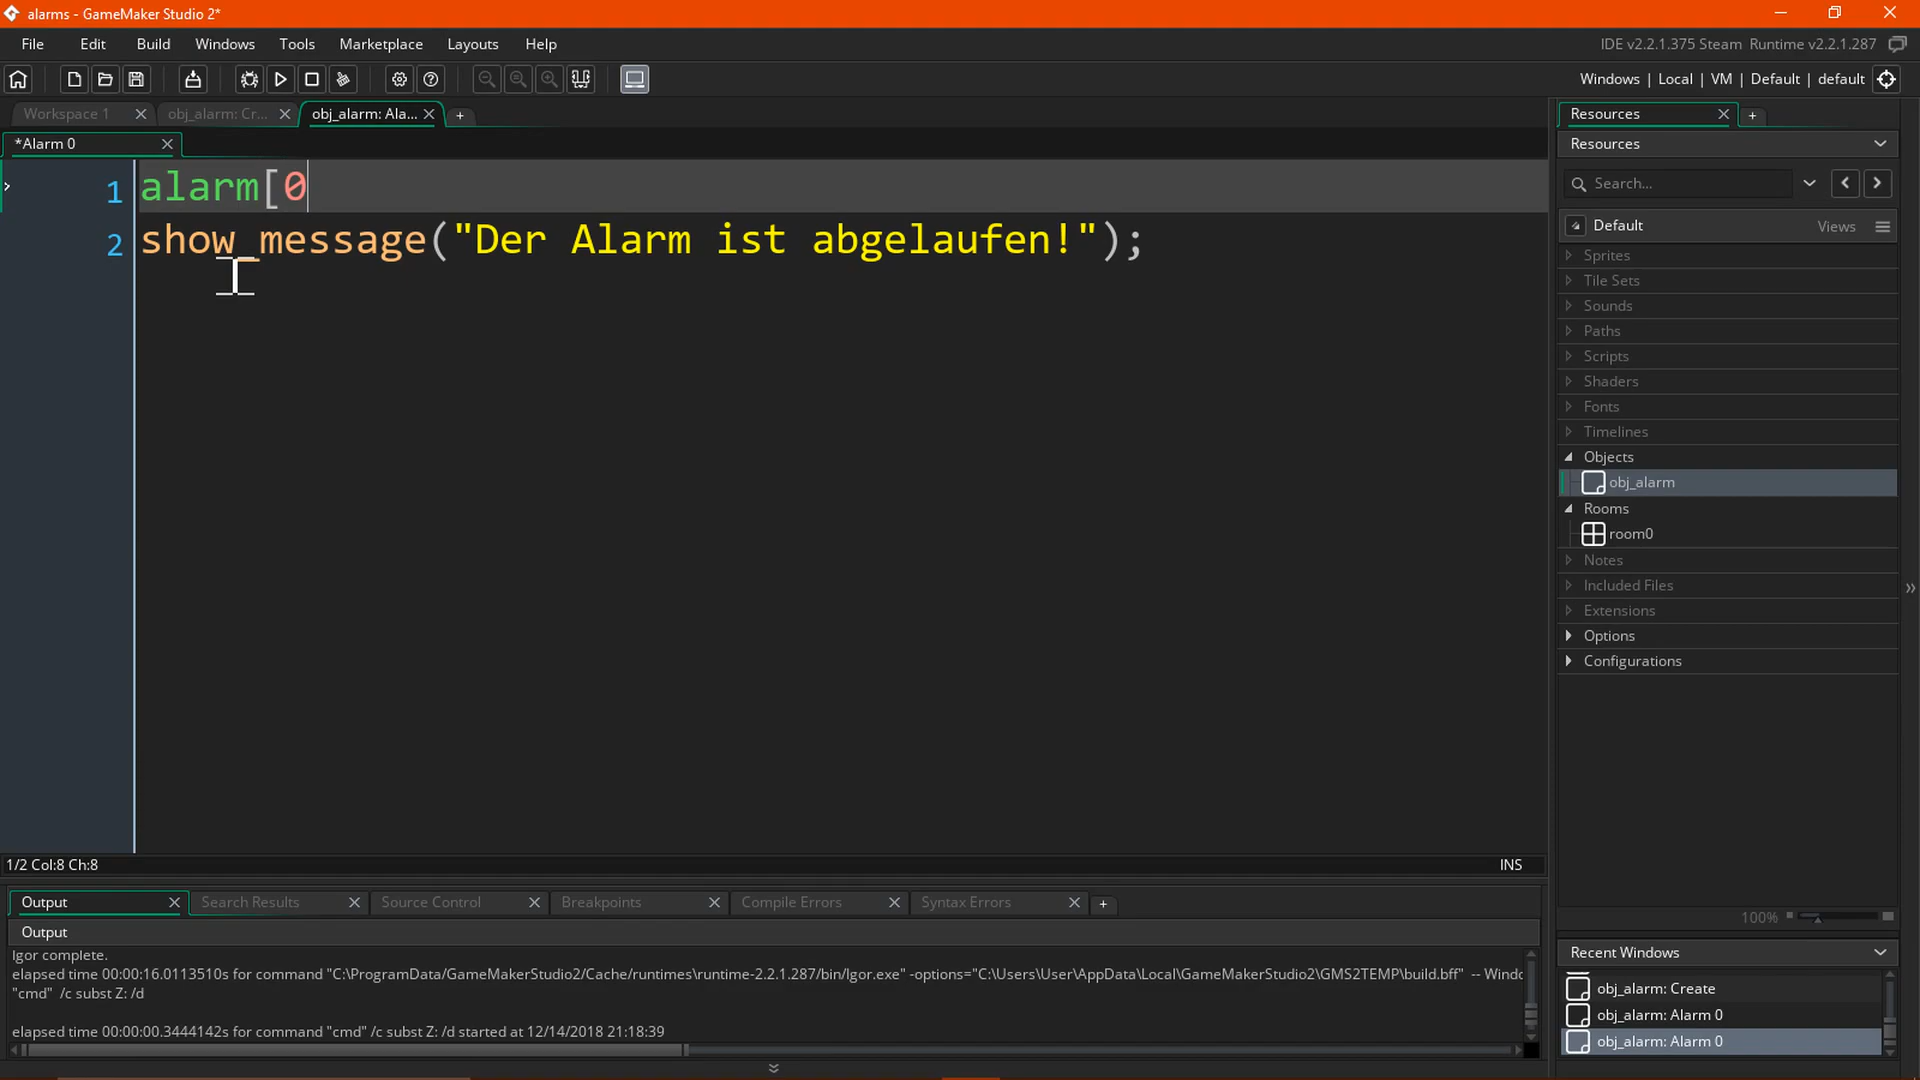 alarms - GameMaker Studio 2*
File Edit Build Windows Tools Marketplace Layouts Help
IDE v2.2.1.375 Steam Runtime v2.2.1.287
Windows | Local | VM | Default | default
Workspace 1
obj_alarm: Cr...
obj_alarm: Ala...
*Alarm 0
1 alarm[0
2 show_message("Der Alarm ist abgelaufen!");
1/2 Col:8 Ch:8
INS
Output
Search Results
Source Control
Breakpoints
Compile Errors
Syntax Errors
Output
Igor complete.
elapsed time 00:00:16.0113510s for command "C:\ProgramData/GameMakerStudio2/Cache/runtimes\runtime-2.2.1.287/bin/Igor.exe" -options="C:\Users\User\AppData\Local\GameMakerStudio2\GMS2TEMP\build.bff" -- Windo
"cmd" /c subst Z: /d
elapsed time 00:00:00.3444142s for command "cmd" /c subst Z: /d started at 12/14/2018 21:18:39
Resources
Resources
Search...
Default
Views
Sprites
Tile Sets
Sounds
Paths
Scripts
Shaders
Fonts
Timelines
Objects
obj_alarm
Rooms
room0
Notes
Included Files
Extensions
Options
Configurations
100%
Recent Windows
obj_alarm: Create
obj_alarm: Alarm 0
obj_alarm: Alarm 0